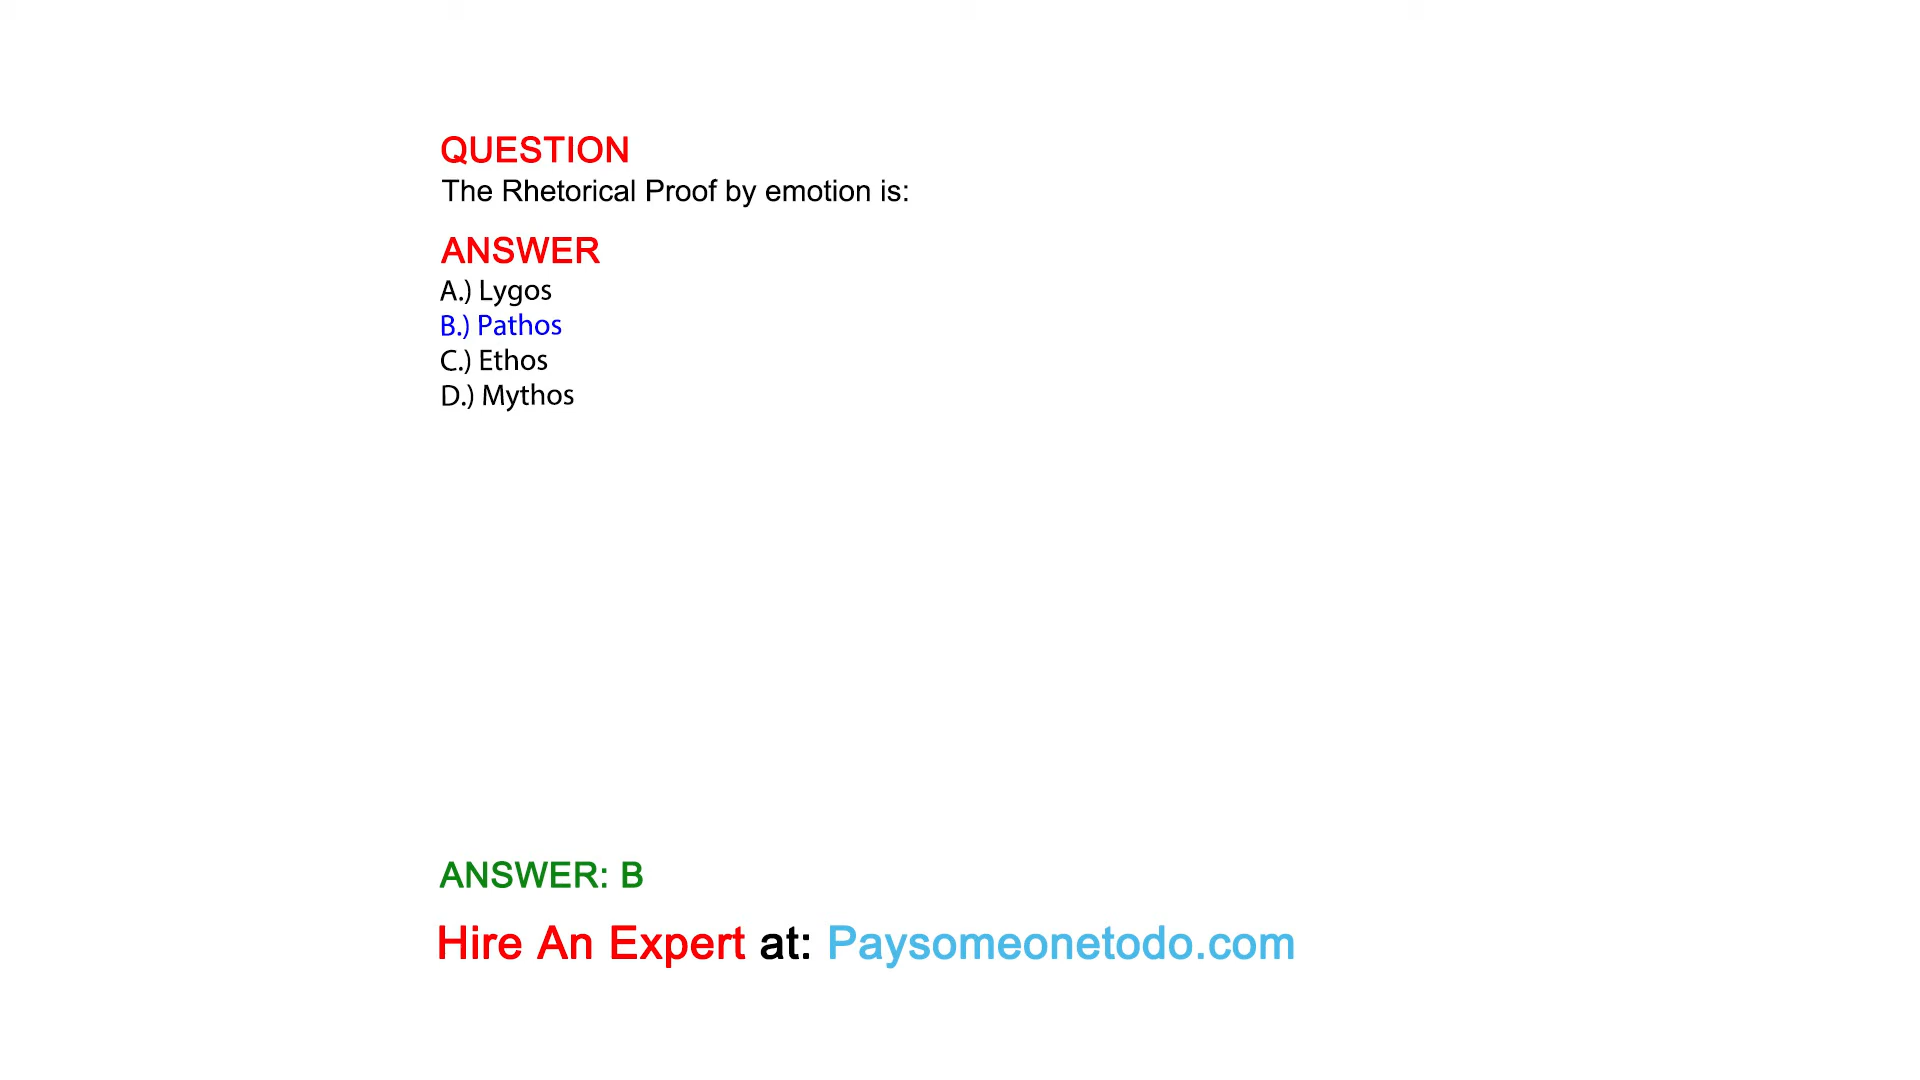 QUESTION
The Rhetorical Proof by emotion is:
ANSWER
A.) Lygos
B.) Pathos
C.) Ethos
D.) Mythos
ANSWER: B
Hire An Expert at: Paysomeonetodo.com